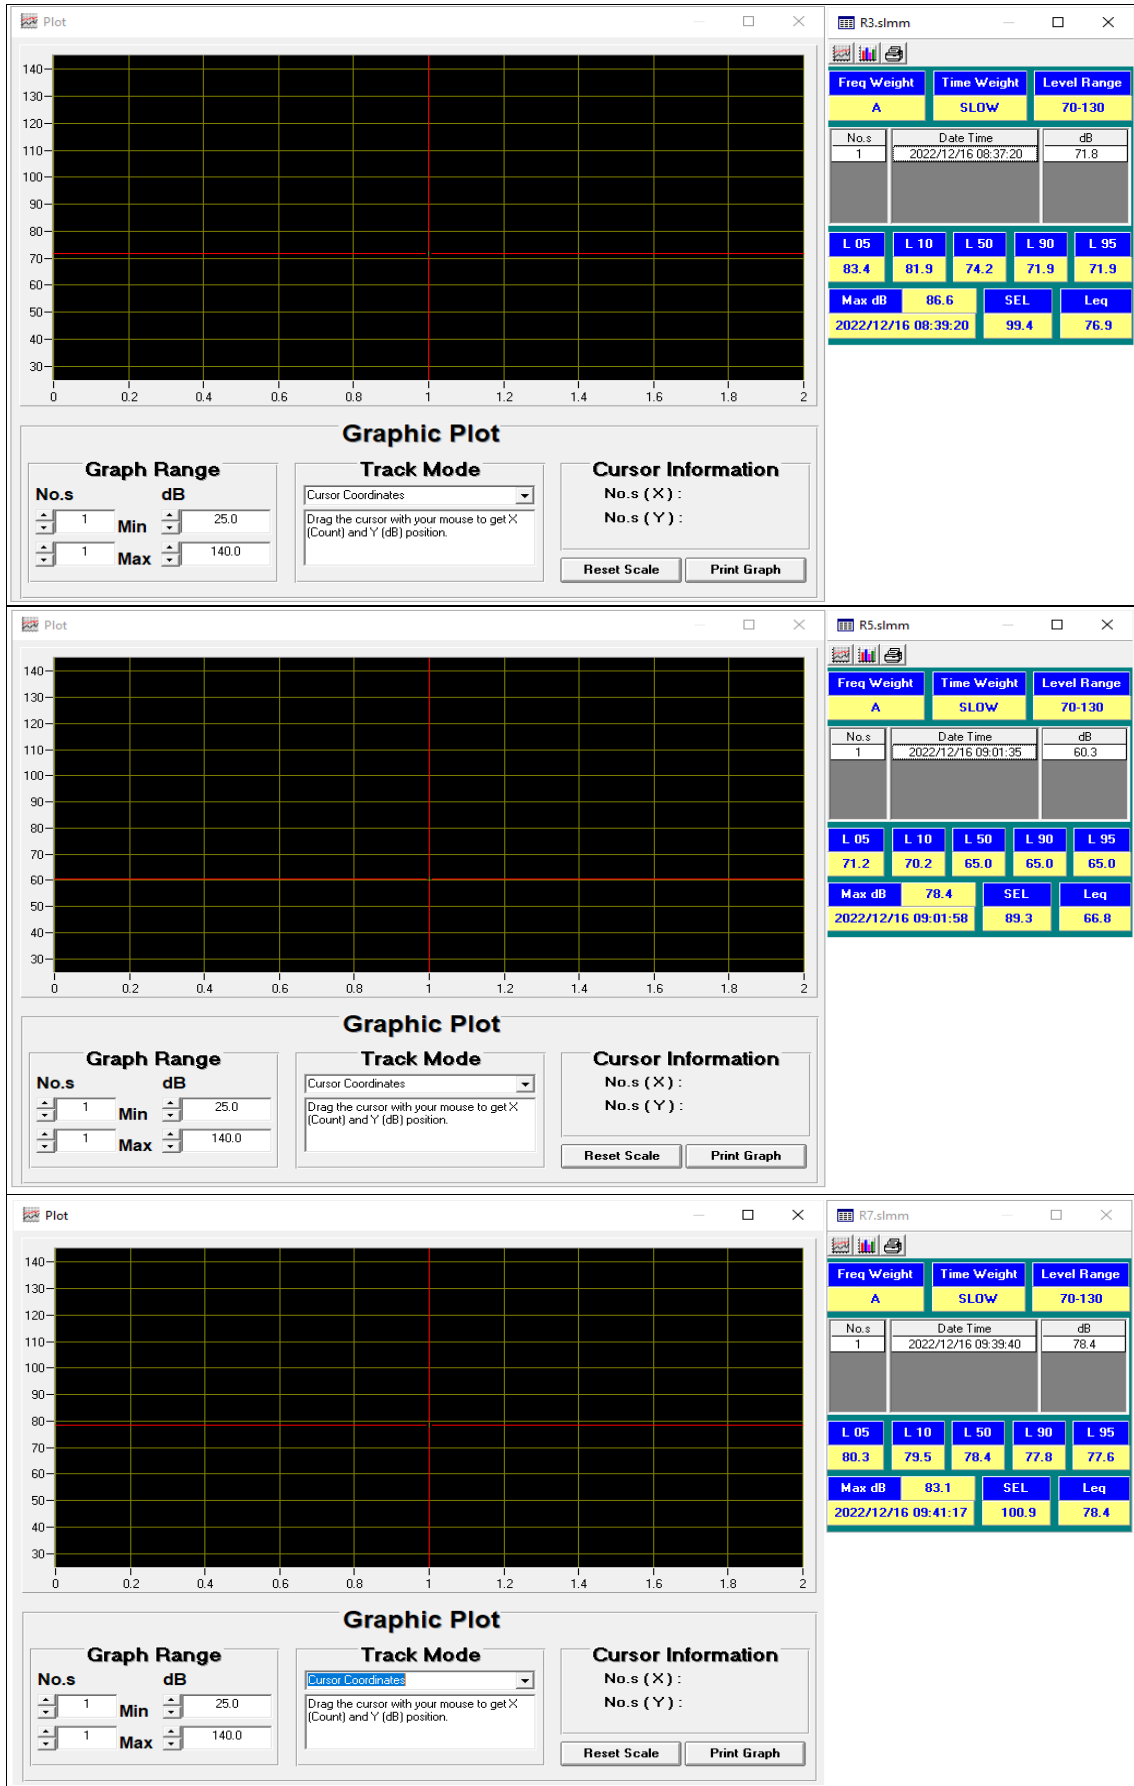 Plot
140
130
120
110
100
90
80
70
60
50
40
30
0 0.2 0.4 0.6 0.8 1 1.2 1.4 1.6 1.8 2
Graphic Plot
Graph Range
No.s dB
1 Min 25.0
1 Max 140.0
Track Mode
Cursor Coordinates
Drag the cursor with your mouse to get X
(Count) and Y (dB) position.
Cursor Information
No.s ( X ) :
No.s ( Y ) :
Reset Scale Print Graph
R3.slmm
Freq Weight Time Weight Level Range
A SLOW 70-130
No.s Date Time dB
1 2022/12/16 08:37:20 71.8
L 05 L 10 L 50 L 90 L 95
83.4 81.9 74.2 71.9 71.9
Max dB 86.6 SEL Leq
2022/12/16 08:39:20 99.4 76.9
Plot
140
130
120
110
100
90
80
70
60
50
40
30
0 0.2 0.4 0.6 0.8 1 1.2 1.4 1.6 1.8 2
Graphic Plot
Graph Range
No.s dB
1 Min 25.0
1 Max 140.0
Track Mode
Cursor Coordinates
Drag the cursor with your mouse to get X
(Count) and Y (dB) position.
Cursor Information
No.s ( X ) :
No.s ( Y ) :
Reset Scale Print Graph
R5.slmm
Freq Weight Time Weight Level Range
A SLOW 70-130
No.s Date Time dB
1 2022/12/16 09:01:35 60.3
L 05 L 10 L 50 L 90 L 95
71.2 70.2 65.0 65.0 65.0
Max dB 78.4 SEL Leq
2022/12/16 09:01:58 89.3 66.8
Plot
140
130
120
110
100
90
80
70
60
50
40
30
0 0.2 0.4 0.6 0.8 1 1.2 1.4 1.6 1.8 2
Graphic Plot
Graph Range
No.s dB
1 Min 25.0
1 Max 140.0
Track Mode
Cursor Coordinates
Drag the cursor with your mouse to get X
(Count) and Y (dB) position.
Cursor Information
No.s ( X ) :
No.s ( Y ) :
Reset Scale Print Graph
R7.slmm
Freq Weight Time Weight Level Range
A SLOW 70-130
No.s Date Time dB
1 2022/12/16 09:39:40 78.4
L 05 L 10 L 50 L 90 L 95
80.3 79.5 78.4 77.8 77.6
Max dB 83.1 SEL Leq
2022/12/16 09:41:17 100.9 78.4